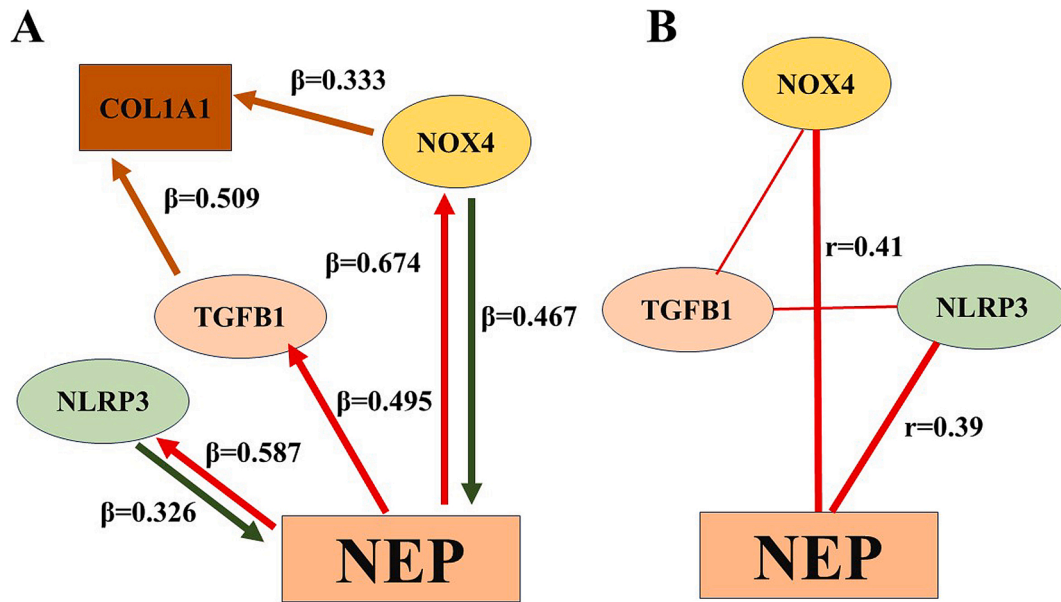 A
COL1A1
β=0.333
NOX4
β=0.509
β=0.674
TGFB1
β=0.467
NLRP3
β=0.495
β=0.587
β=0.326
NEP
B
NOX4
r=0.41
TGFB1
NLRP3
r=0.39
NEP